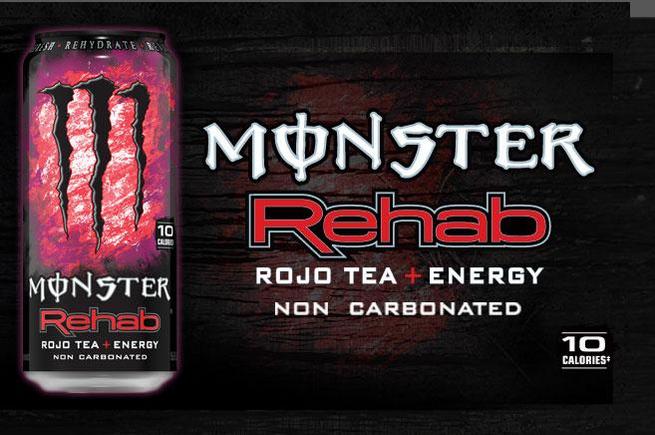 REHYDRATE
10
CALORIES
MONSTER
Rehab
ROJO TEA + ENERGY
NON CARBONATED
MONSTER
Rehab
ROJO TEA + ENERGY
NON CARBONATED
10
CALORIES‡